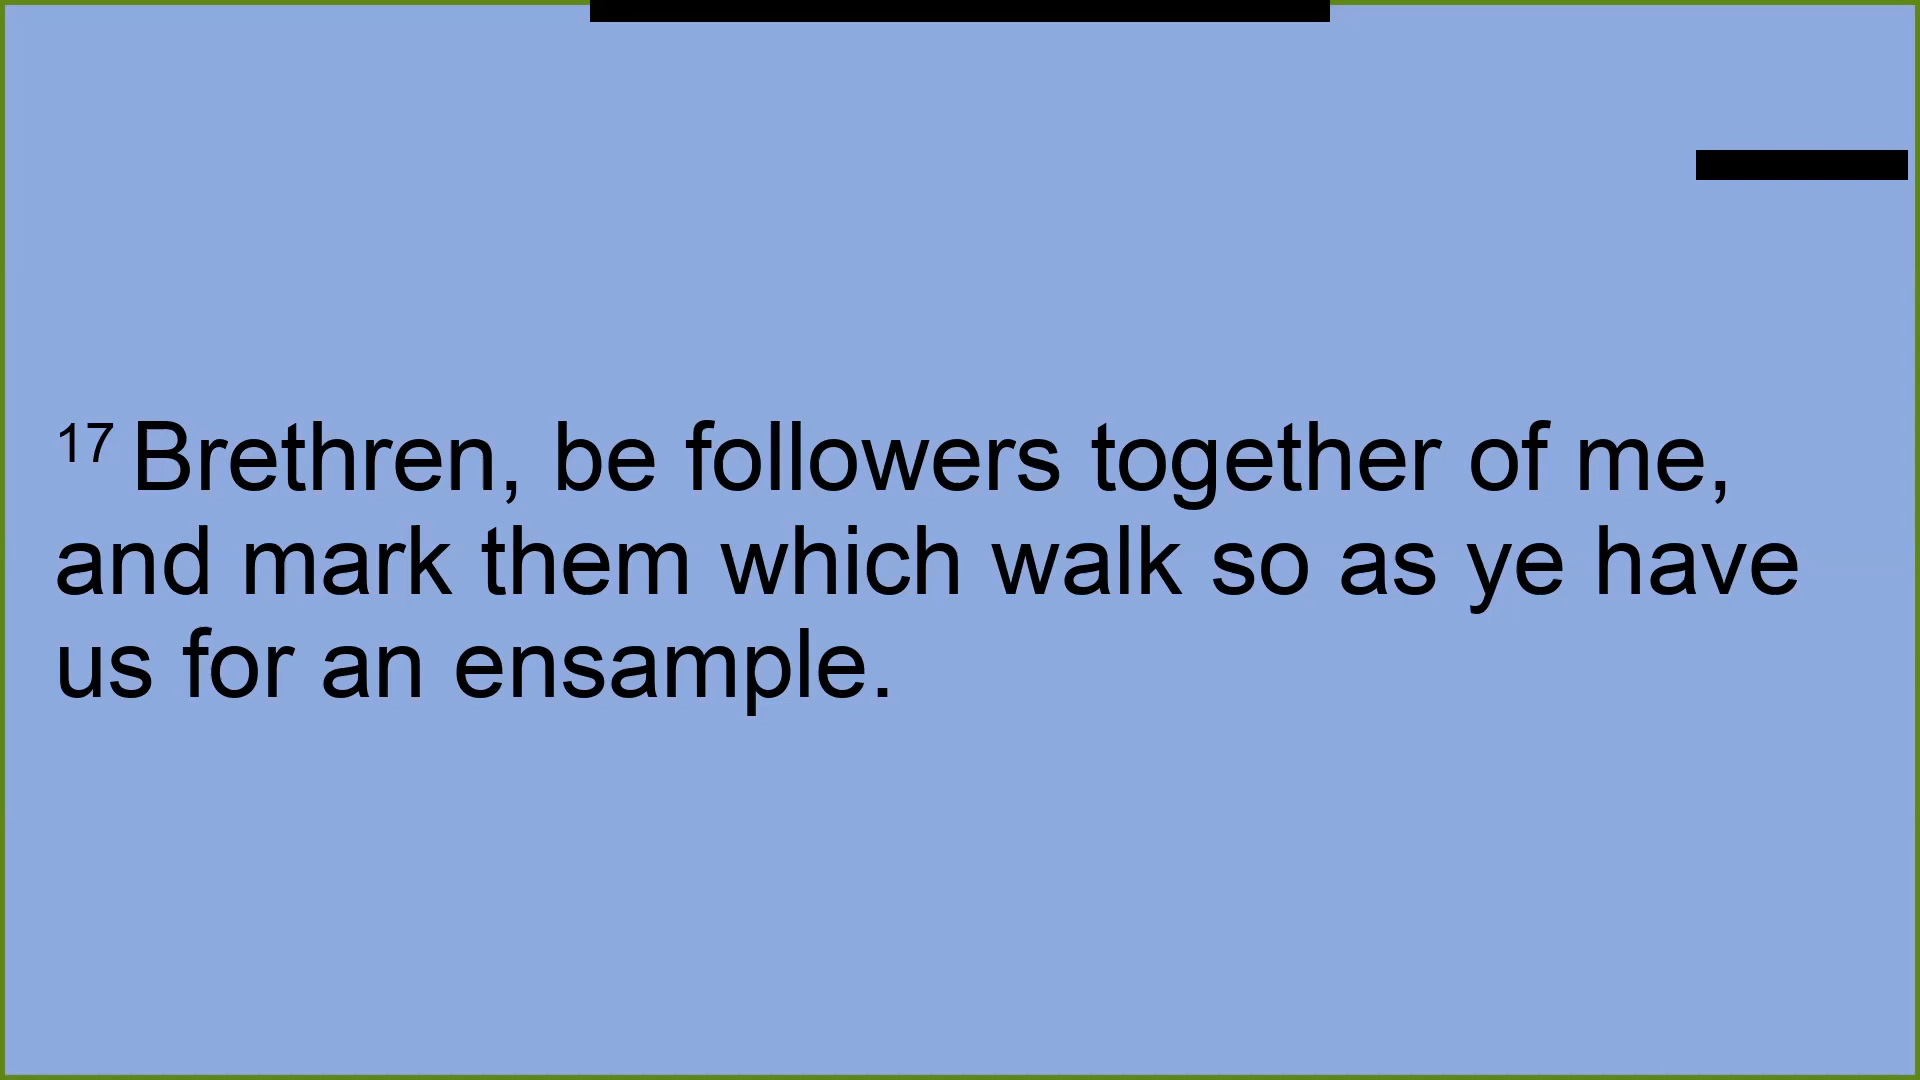 17 Brethren, be followers together of me,
and mark them which walk so as ye have
us for an ensample.